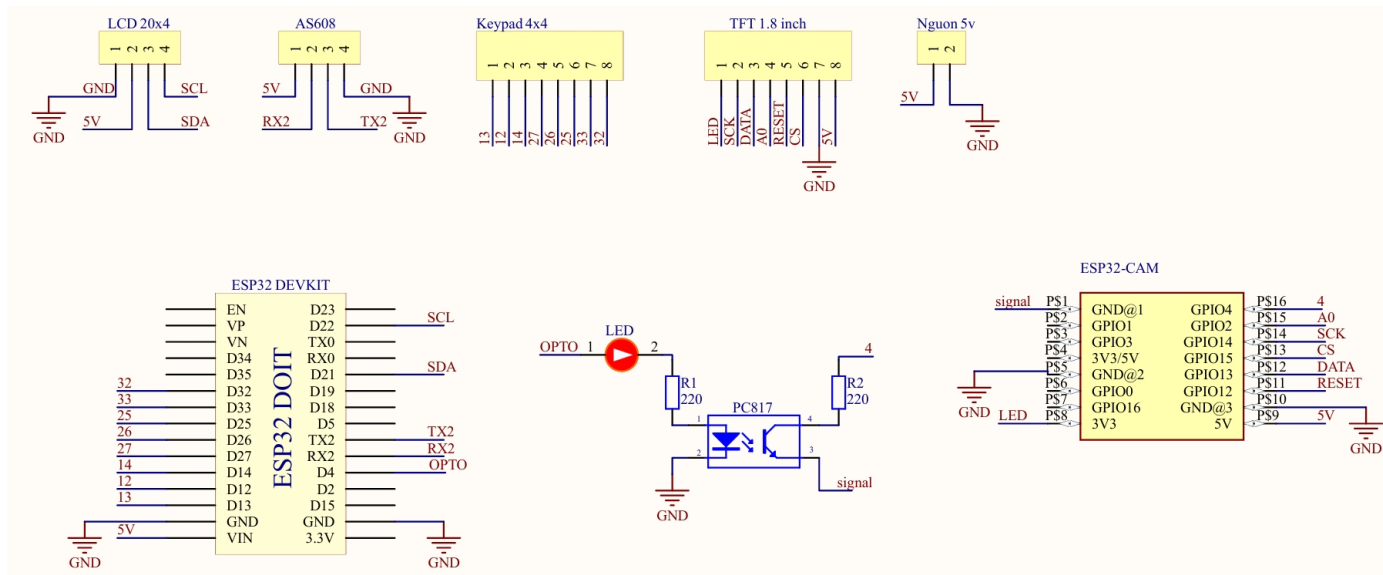 LCD 20x4
1 2 3 4
GND
SCL
5V
SDA
GND
AS608
1 2 3 4
5V
GND
RX2
TX2
GND
Keypad 4x4
1 2 3 4 5 6 7 8
13 12 14 27 26 25 33 32
TFT 1.8 inch
1 2 3 4 5 6 7 8
LED SCK DATA A0 RESET CS 5V
GND
Nguon 5v
1 2
5V
GND
ESP32 DEVKIT
ESP32 DOIT
EN
VP
VN
D34
D35
32 D32
33 D33
25 D25
26 D26
27 D27
14 D14
12 D12
13 D13
GND
5V VIN
GND
D23
D22 SCL
TX0
RX0
D21 SDA
D19
D18
D5
TX2 TX2
RX2 RX2
D4 OPTO
D2
D15
GND
3.3V
GND
LED
OPTO 1 2
R1
220
PC817
1
2
4
3
GND
4
R2
220
signal
ESP32-CAM
signal P$1 GND@1
P$2 GPIO1
P$3 GPIO3
P$4 3V3/5V
P$5 GND@2
P$6 GPIO0
P$7 GPIO16
LED P$8 3V3
GND
GPIO4 P$16 4
GPIO2 P$15 A0
GPIO14 P$14 SCK
GPIO15 P$13 CS
GPIO13 P$12 DATA
GPIO12 P$11 RESET
GND@3 P$10
5V P$9 5V
GND